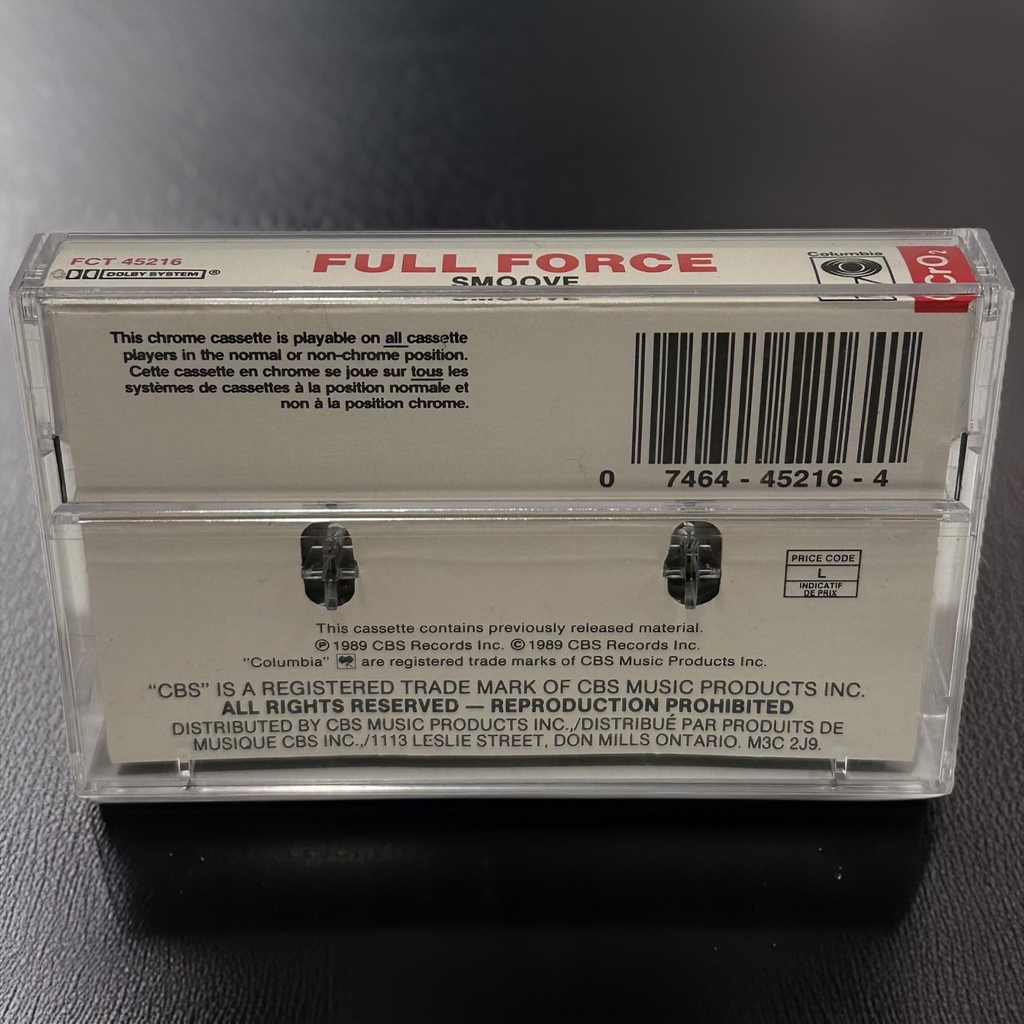 FCT 45216
DOLBY SYSTEM ®
FULL FORCE
SMOOVE
Columbia
CrO₂
This chrome cassette is playable on all cassette
players in the normal or non-chrome position.
Cette cassette en chrome se joue sur tous les
systèmes de cassettes à la position normale et
non à la position chrome.
0 7464 - 45216 - 4
PRICE CODE
L
INDICATIF
DE PRIX
This cassette contains previously released material.
℗ 1989 CBS Records Inc. © 1989 CBS Records Inc.
“Columbia” are registered trade marks of CBS Music Products Inc.
“CBS” IS A REGISTERED TRADE MARK OF CBS MUSIC PRODUCTS INC.
ALL RIGHTS RESERVED — REPRODUCTION PROHIBITED
DISTRIBUTED BY CBS MUSIC PRODUCTS INC.,/DISTRIBUÉ PAR PRODUITS DE
MUSIQUE CBS INC.,/1113 LESLIE STREET, DON MILLS ONTARIO. M3C 2J9.